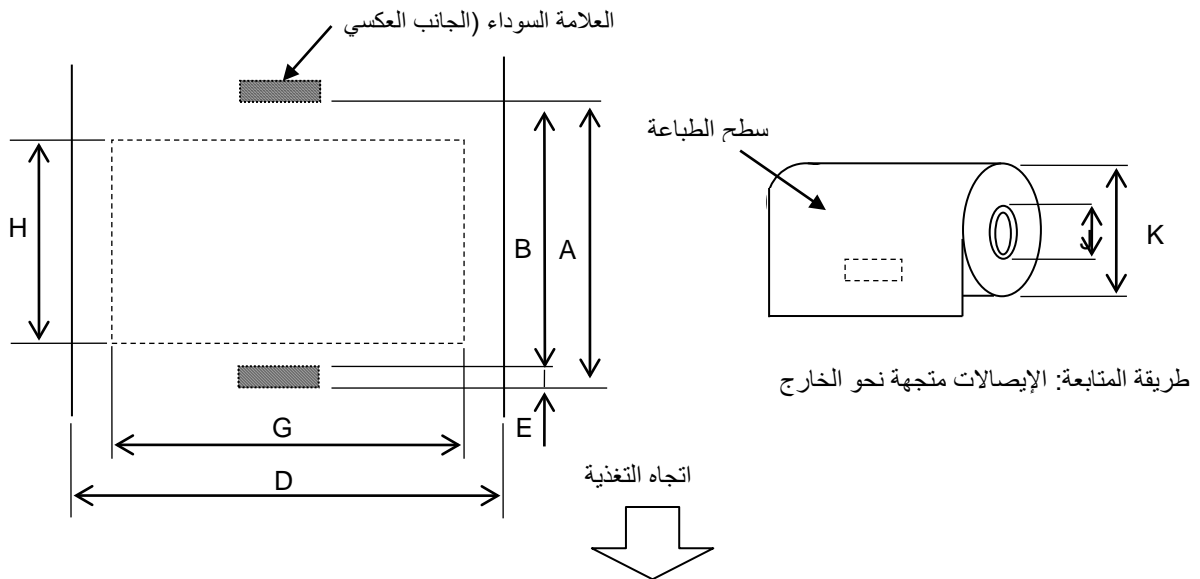 العلامة السوداء (الجانب العكسي
سطح الطباعة
H
B
A
K
طريقة المتابعة: الإيصالات متجهة نحو الخارج
G
E
D
اتجاه التغذية